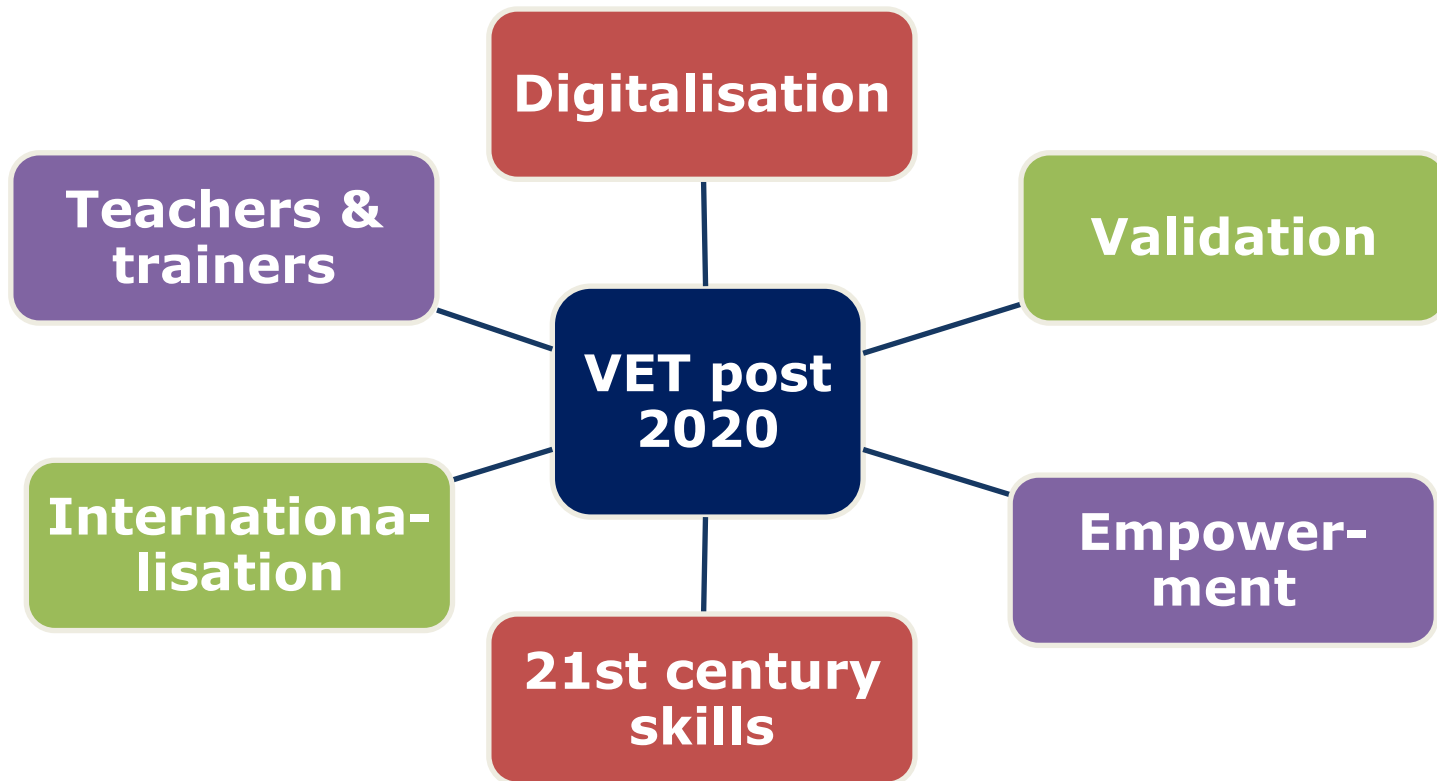 Digitalisation
Teachers &
trainers
Validation
VET post
2020
Internationa-
lisation
Empower-
ment
21st century
skills